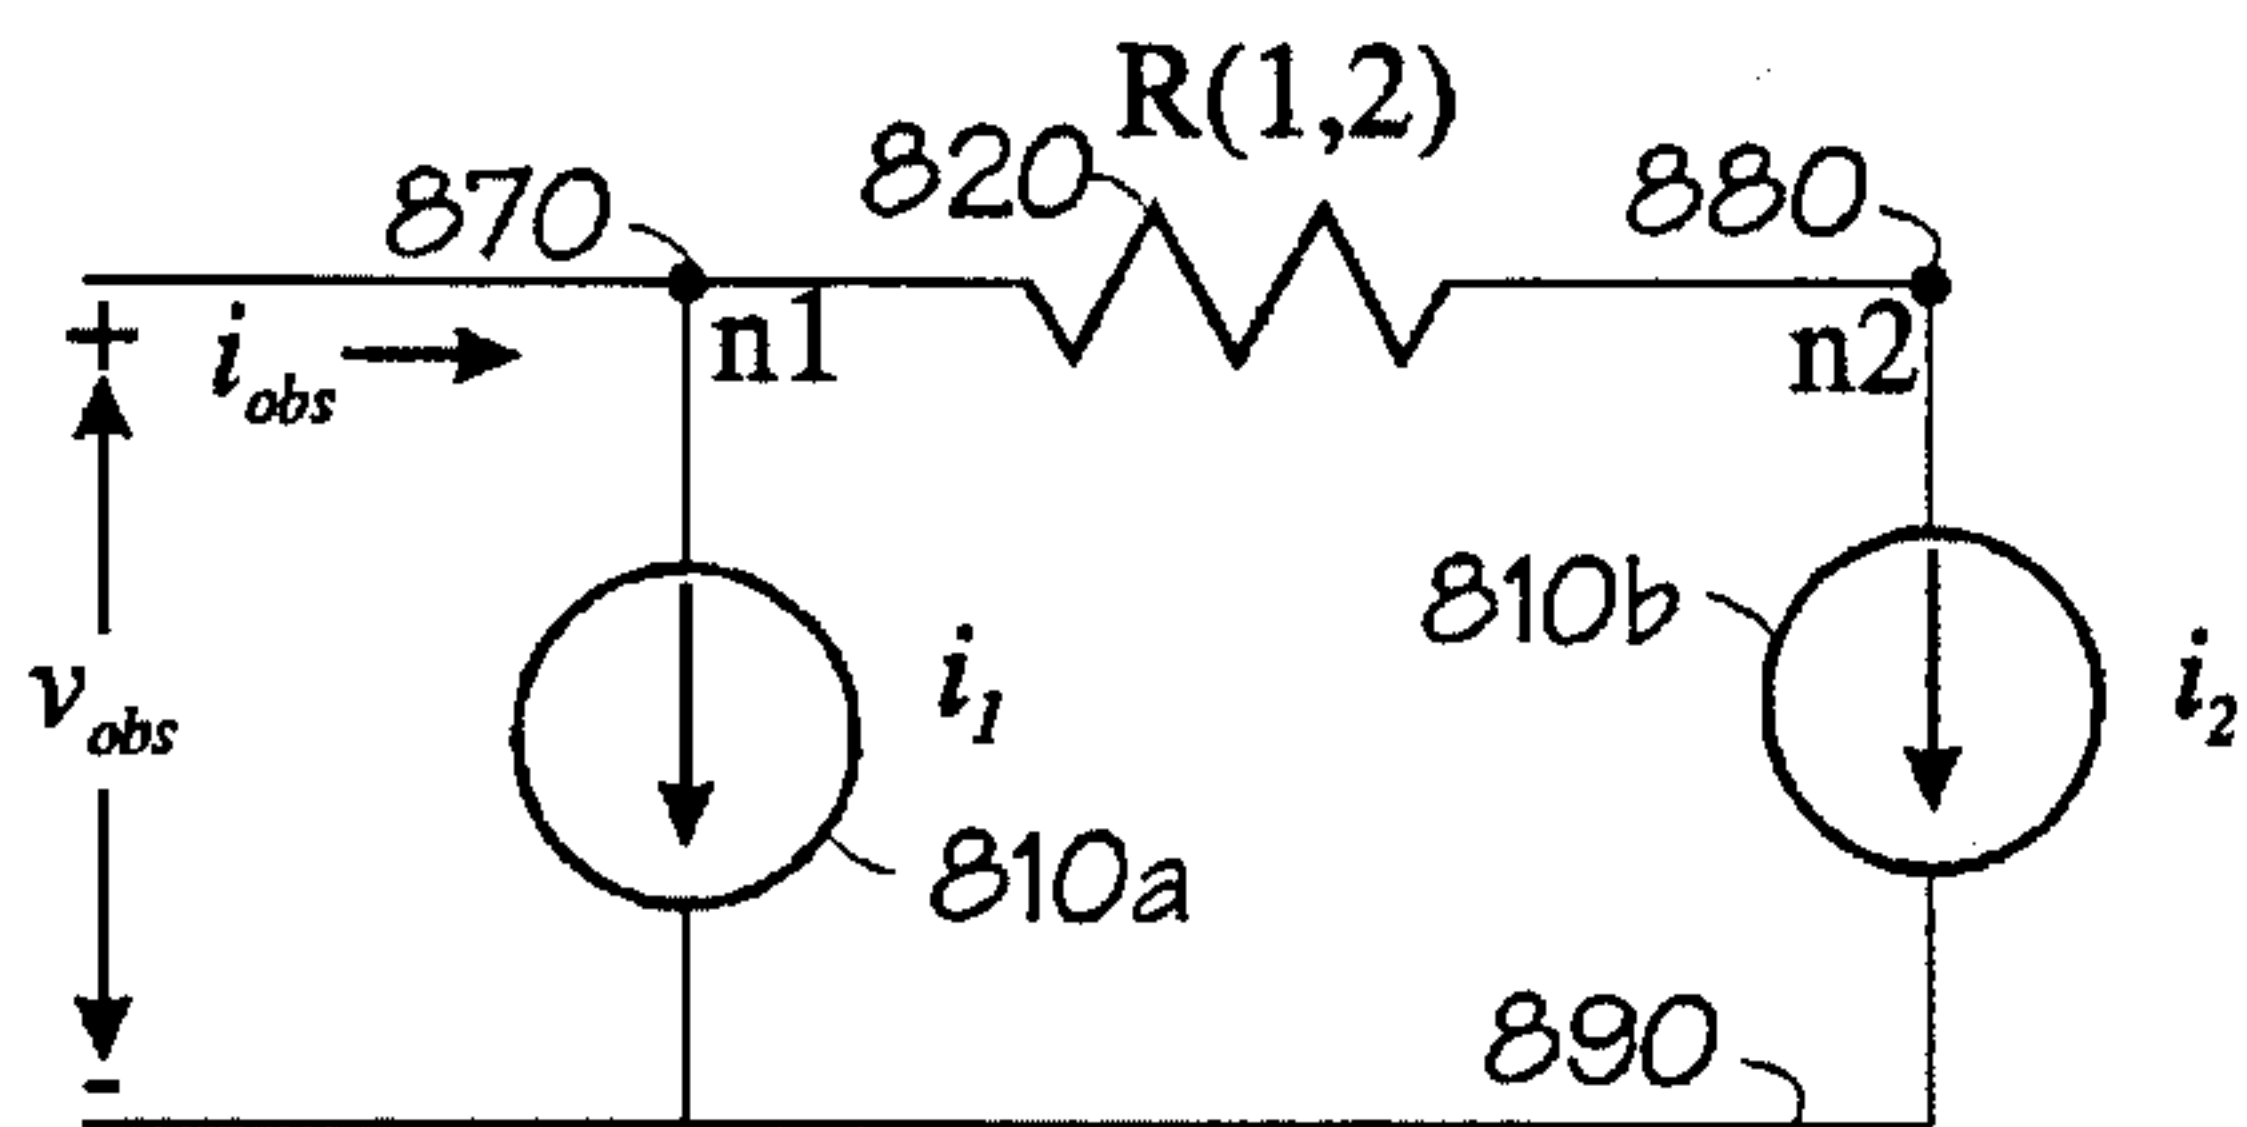 R(1,2)
820
870
880
+
i_obs
n1
n2
v_obs
i_1
810b
i_2
810a
890
-